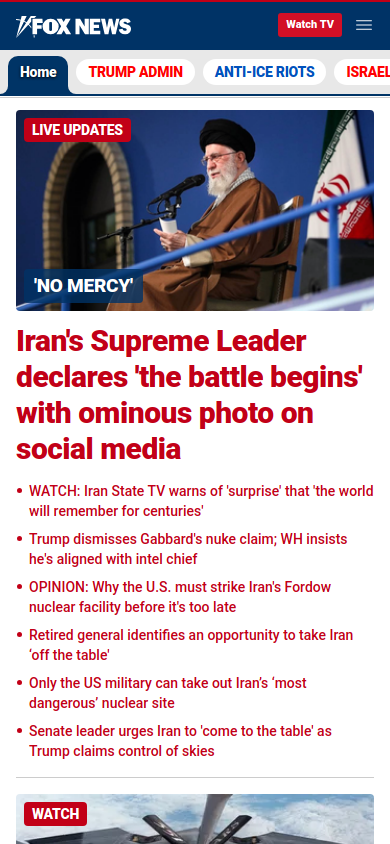 FOX NEWS
Watch TV
Home
TRUMP ADMIN
ANTI-ICE RIOTS
ISRAEL
LIVE UPDATES
'NO MERCY'
Iran's Supreme Leader
declares 'the battle begins'
with ominous photo on
social media
• WATCH: Iran State TV warns of 'surprise' that 'the world
will remember for centuries'
• Trump dismisses Gabbard's nuke claim; WH insists
he's aligned with intel chief
• OPINION: Why the U.S. must strike Iran's Fordow
nuclear facility before it's too late
• Retired general identifies an opportunity to take Iran
‘off the table'
• Only the US military can take out Iran’s ‘most
dangerous’ nuclear site
• Senate leader urges Iran to 'come to the table' as
Trump claims control of skies
WATCH